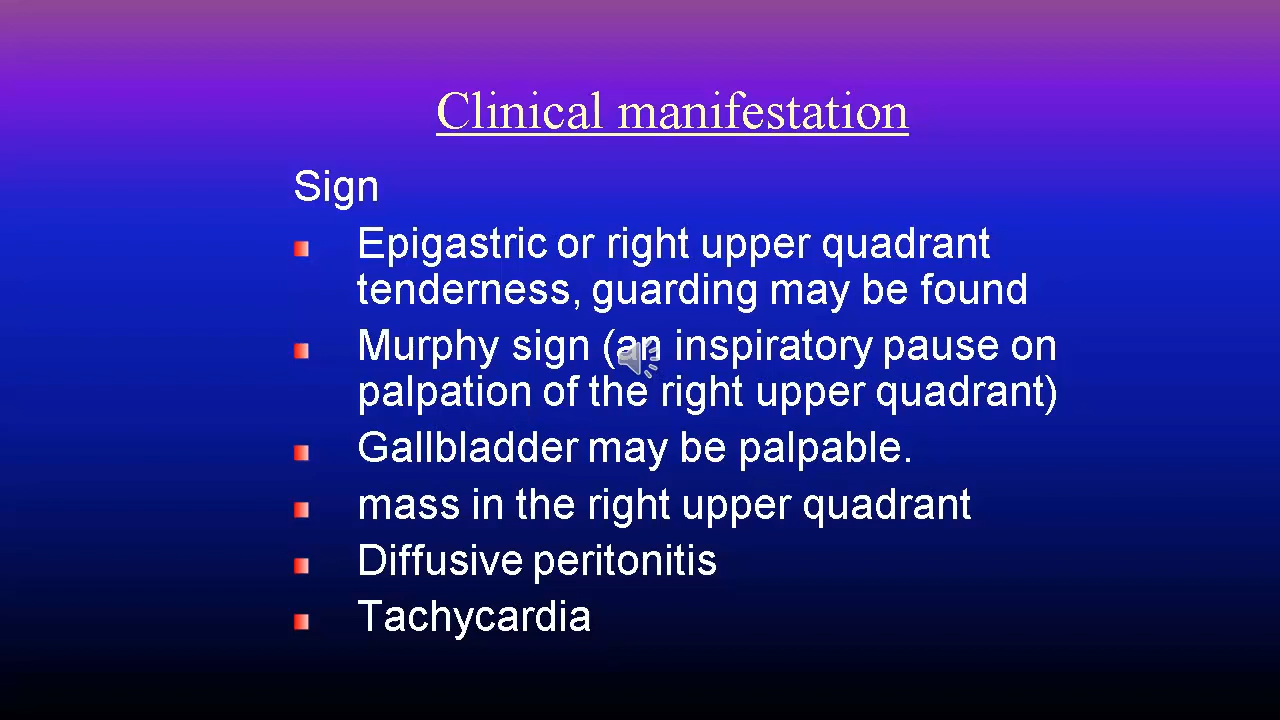 Clinical manifestation
Sign
Epigastric or right upper quadrant
tenderness, guarding may be found
Murphy sign (an inspiratory pause on
palpation of the right upper quadrant)
Gallbladder may be palpable.
mass in the right upper quadrant
Diffusive peritonitis
Tachycardia